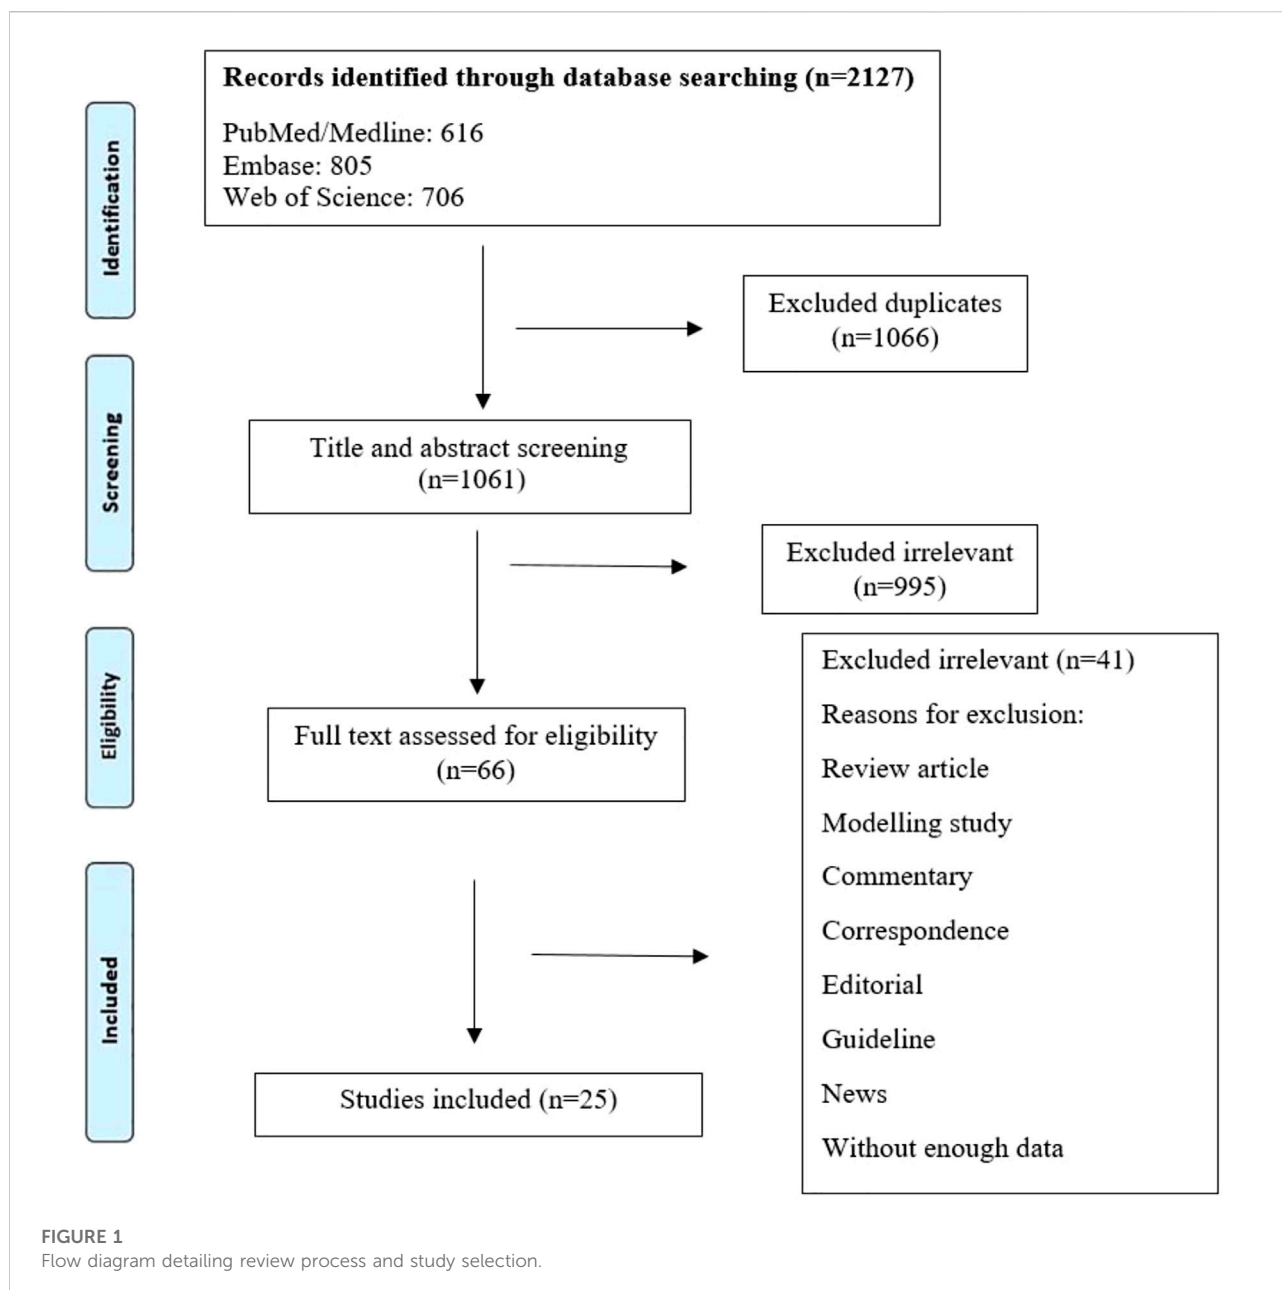 Records identified through database searching (n=2127)
PubMed/Medline: 616
Embase: 805
Web of Science: 706
Identification
Excluded duplicates
(n=1066)
Screening
Title and abstract screening
(n=1061)
Excluded irrelevant
(n=995)
Eligibility
Full text assessed for eligibility
(n=66)
Excluded irrelevant (n=41)
Reasons for exclusion:
Review article
Modelling study
Commentary
Correspondence
Editorial
Guideline
News
Without enough data
Included
Studies included (n=25)
FIGURE 1
Flow diagram detailing review process and study selection.